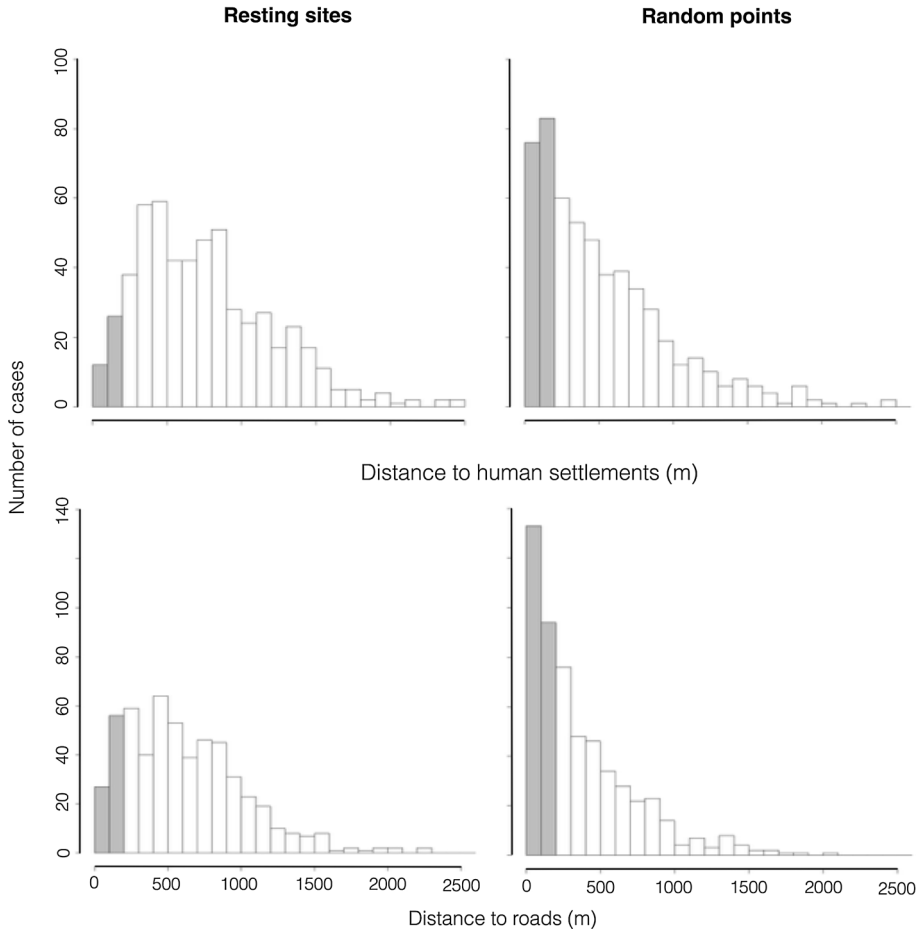 Resting sites
Random points
100
80
60
40
20
0
Number of cases
Distance to human settlements (m)
140
100
80
60
40
20
0
0 500 1000 1500 2000 2500
0 500 1000 1500 2000 2500
Distance to roads (m)